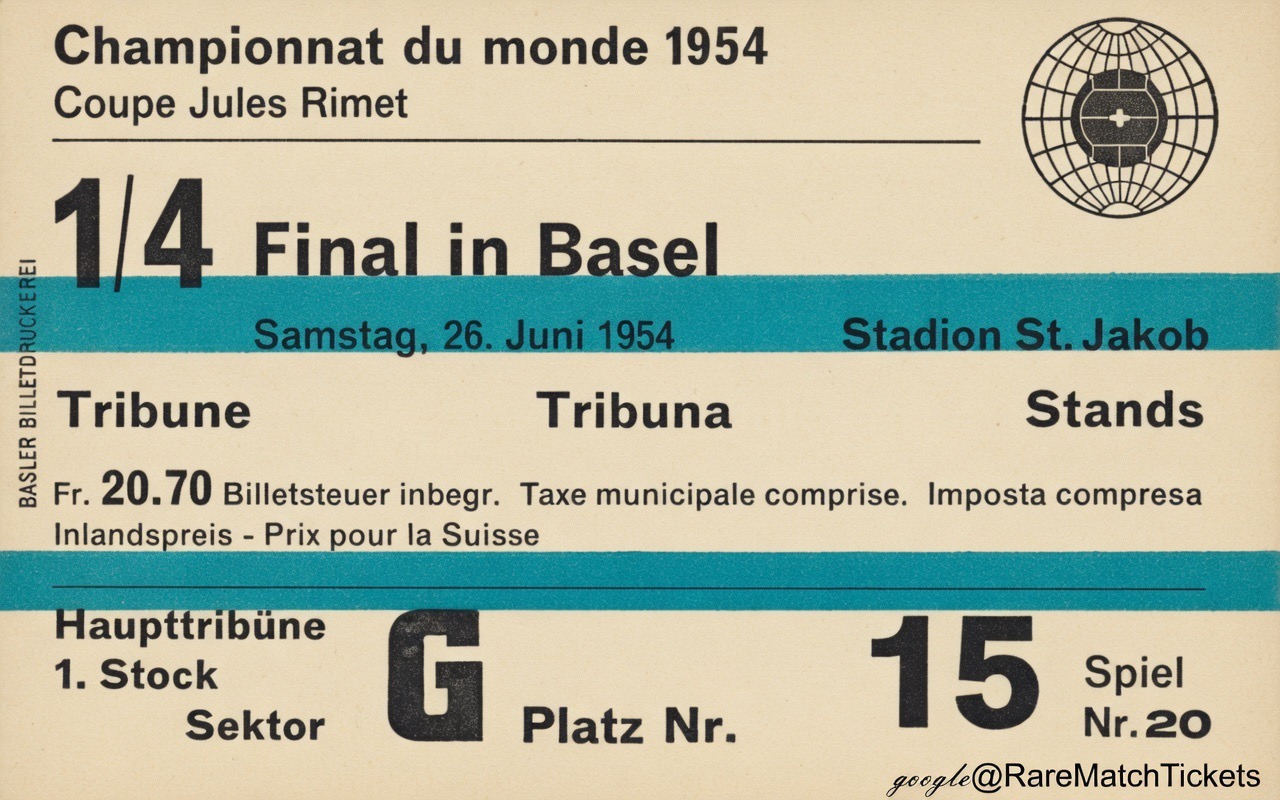 Championnat du monde 1954
Coupe Jules Rimet
1/4 Final in Basel
Samstag, 26. Juni 1954 Stadion St. Jakob
BASLER BILLETDRUCKEREI
Tribune Tribuna Stands
Fr. 20.70 Billetsteuer inbegr. Taxe municipale comprise. Imposta compresa
Inlandspreis - Prix pour la Suisse
Haupttribüne
1. Stock
Sektor G Platz Nr. 15 Spiel
Nr. 20
google@RareMatchTickets